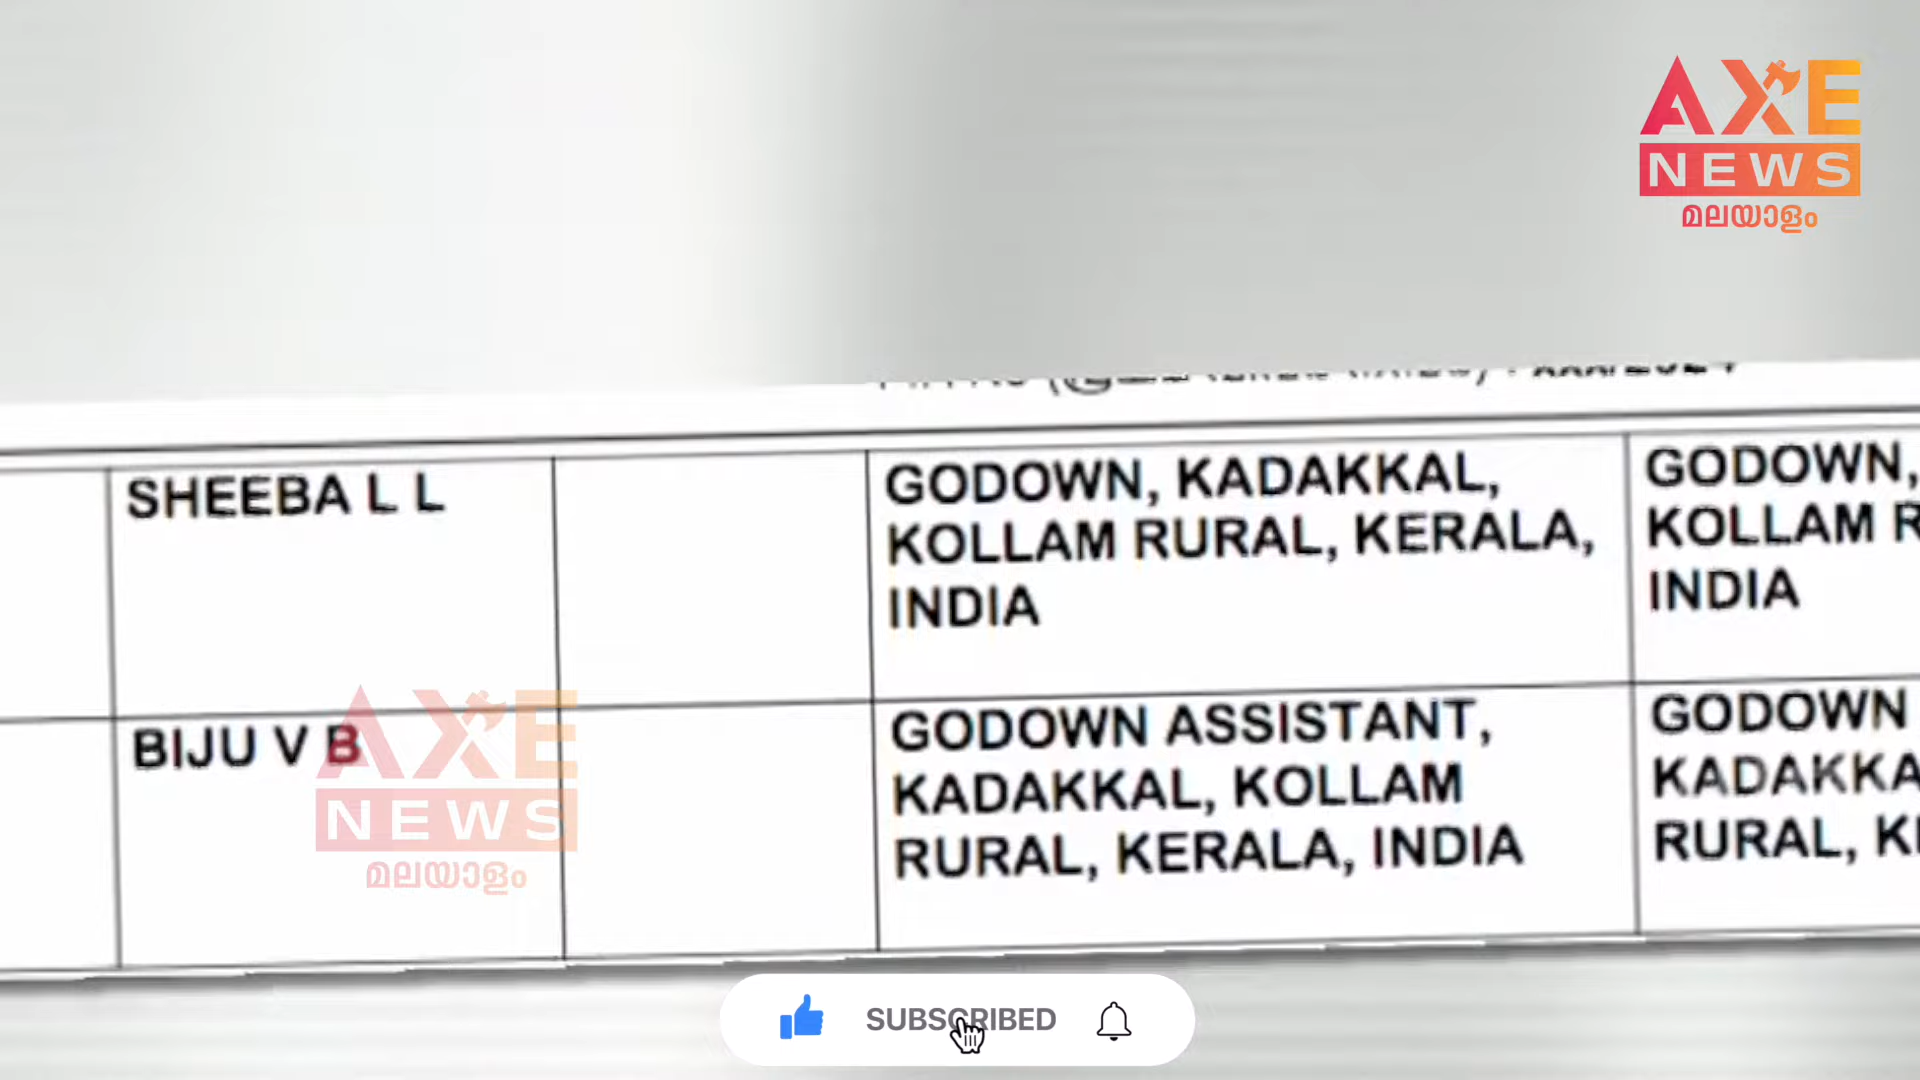 AXE
NEWS
മലയാളം
SHEEBA L L
GODOWN, KADAKKAL,
KOLLAM RURAL, KERALA,
INDIA
GODOWN,
KOLLAM R
INDIA
BIJU V B
GODOWN ASSISTANT,
KADAKKAL, KOLLAM
RURAL, KERALA, INDIA
GODOWN
KADAKKA
RURAL, KE
AXE
NEWS
മലയാളം
SUBSCRIBED